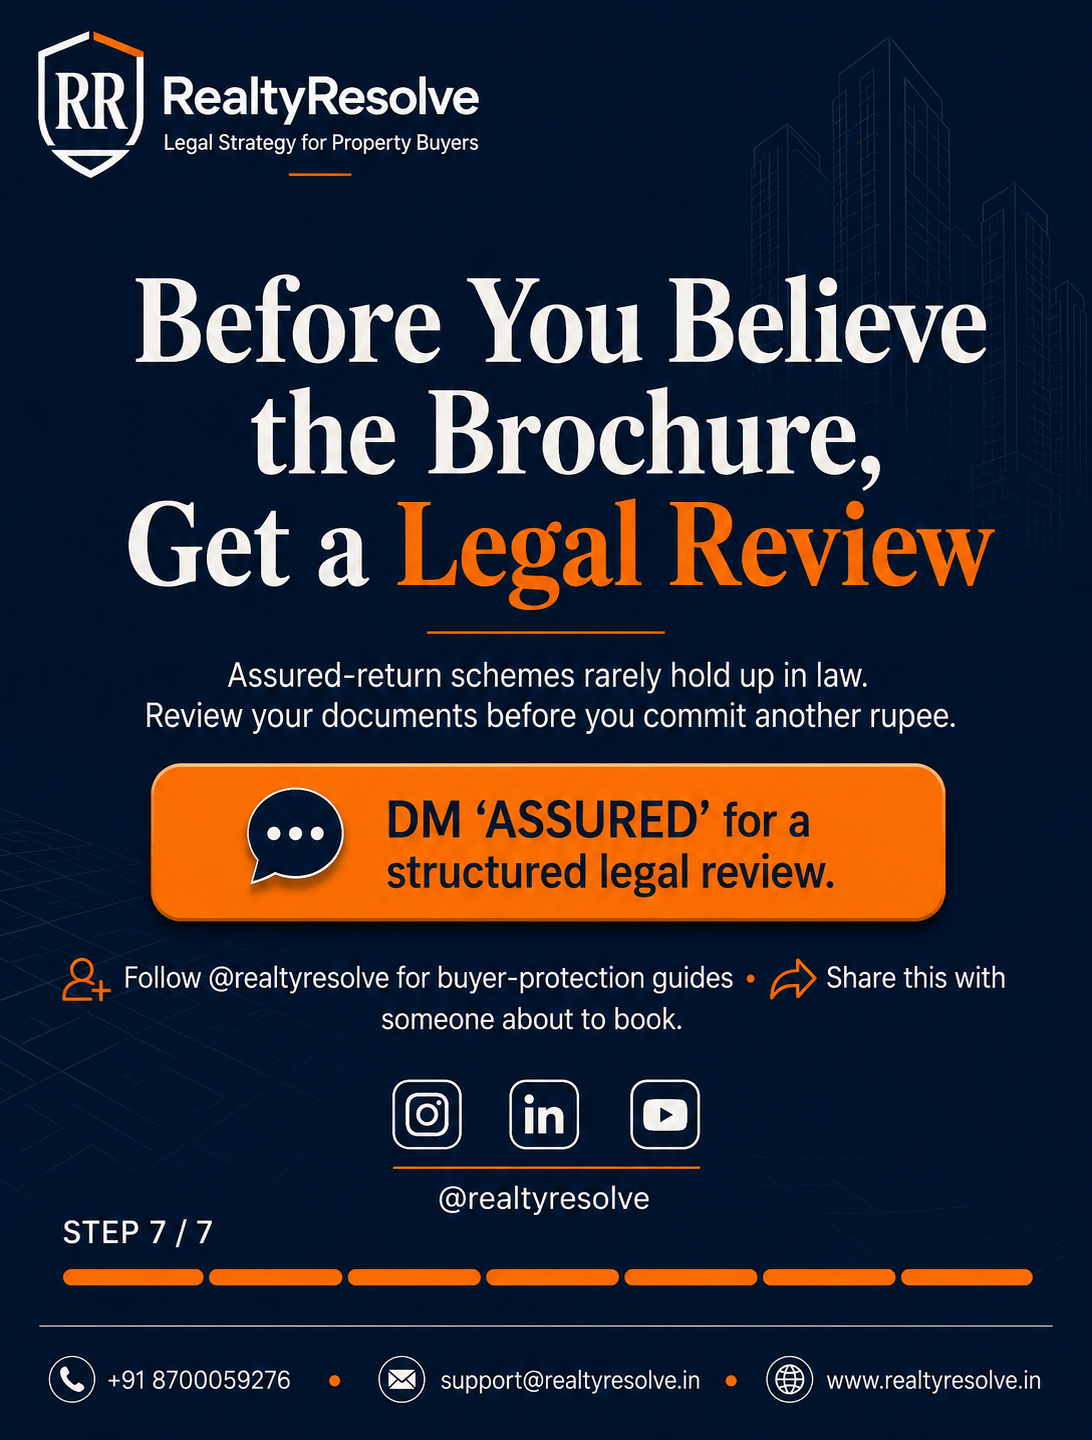 RR
RealtyResolve
Legal Strategy for Property Buyers
Before You Believe
the Brochure,
Get a Legal Review
Assured-return schemes rarely hold up in law.
Review your documents before you commit another rupee.
DM ‘ASSURED’ for a
structured legal review.
Follow @realtyresolve for buyer-protection guides • Share this with
someone about to book.
in
@realtyresolve
STEP 7 / 7
+91 8700059276 • support@realtyresolve.in • www.realtyresolve.in